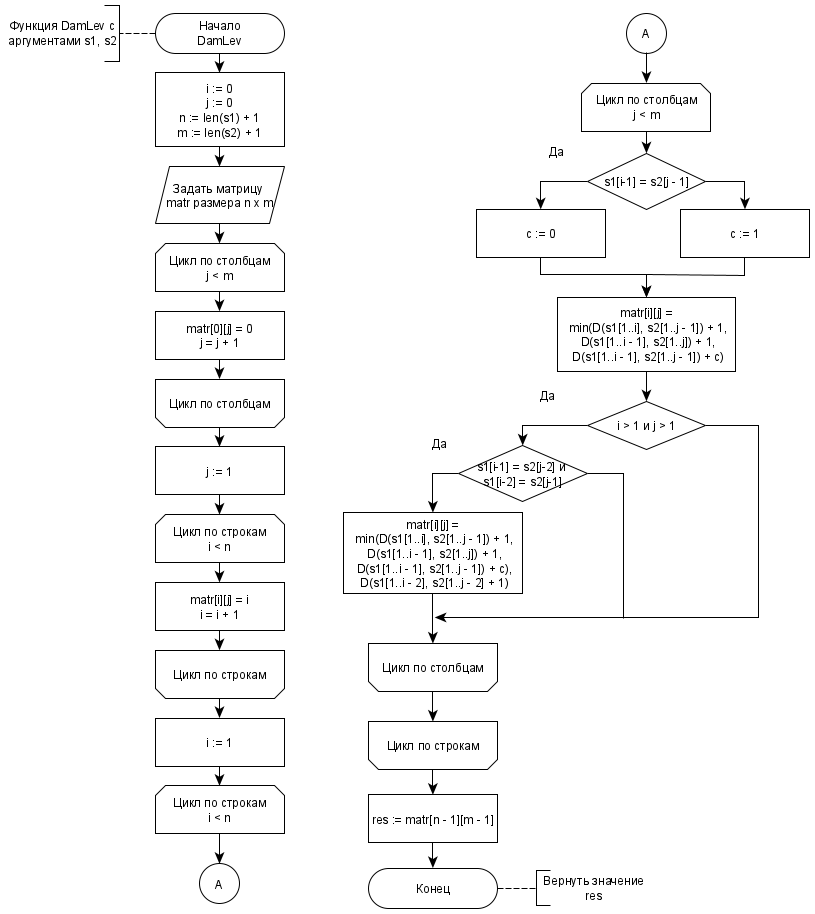 Функция DamLev с
аргументами s1, s2
Начало
DamLev
i := 0
j := 0
n := len(s1) + 1
m := len(s2) + 1
Задать матрицу
matr размера n x m
Цикл по столбцам
j < m
matr[0][j] = 0
j = j + 1
Цикл по столбцам
j := 1
Цикл по строкам
i < n
matr[i][j] = i
i = i + 1
Цикл по строкам
i := 1
Цикл по строкам
i < n
A
A
Цикл по столбцам
j < m
Да
s1[i-1] = s2[j - 1]
c := 0
c := 1
matr[i][j] =
min(D(s1[1..i], s2[1..j - 1]) + 1,
D(s1[1..i - 1], s2[1..j]) + 1,
D(s1[1..i - 1], s2[1..j - 1]) + c)
Да
i > 1 и j > 1
Да
s1[i-1] = s2[j-2] и
s1[i-2] = s2[j-1]
matr[i][j] =
min(D(s1[1..i], s2[1..j - 1]) + 1,
D(s1[1..i - 1], s2[1..j]) + 1,
D(s1[1..i - 1], s2[1..j - 1]) + c),
D(s1[1..i - 2], s2[1..j - 2] + 1)
Цикл по столбцам
Цикл по строкам
res := matr[n - 1][m - 1]
Конец
Вернуть значение
res